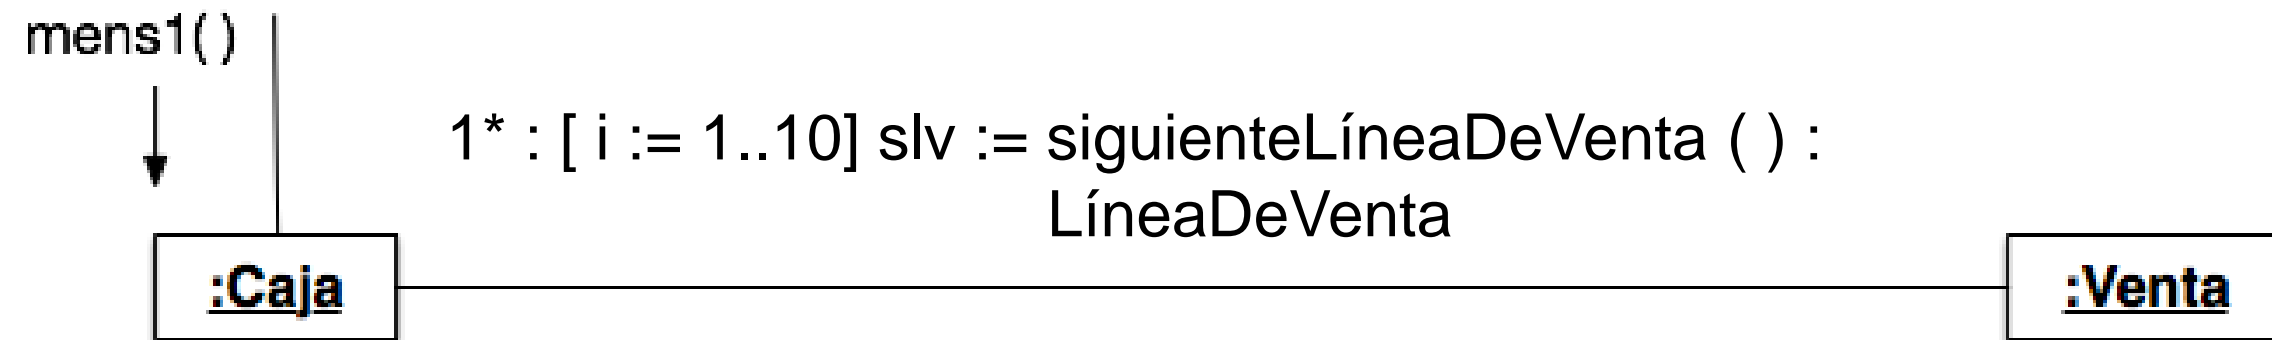 mens1( )
1* : [ i := 1..10] slv := siguienteLíneaDeVenta ( ) :
LíneaDeVenta
:Caja
:Venta